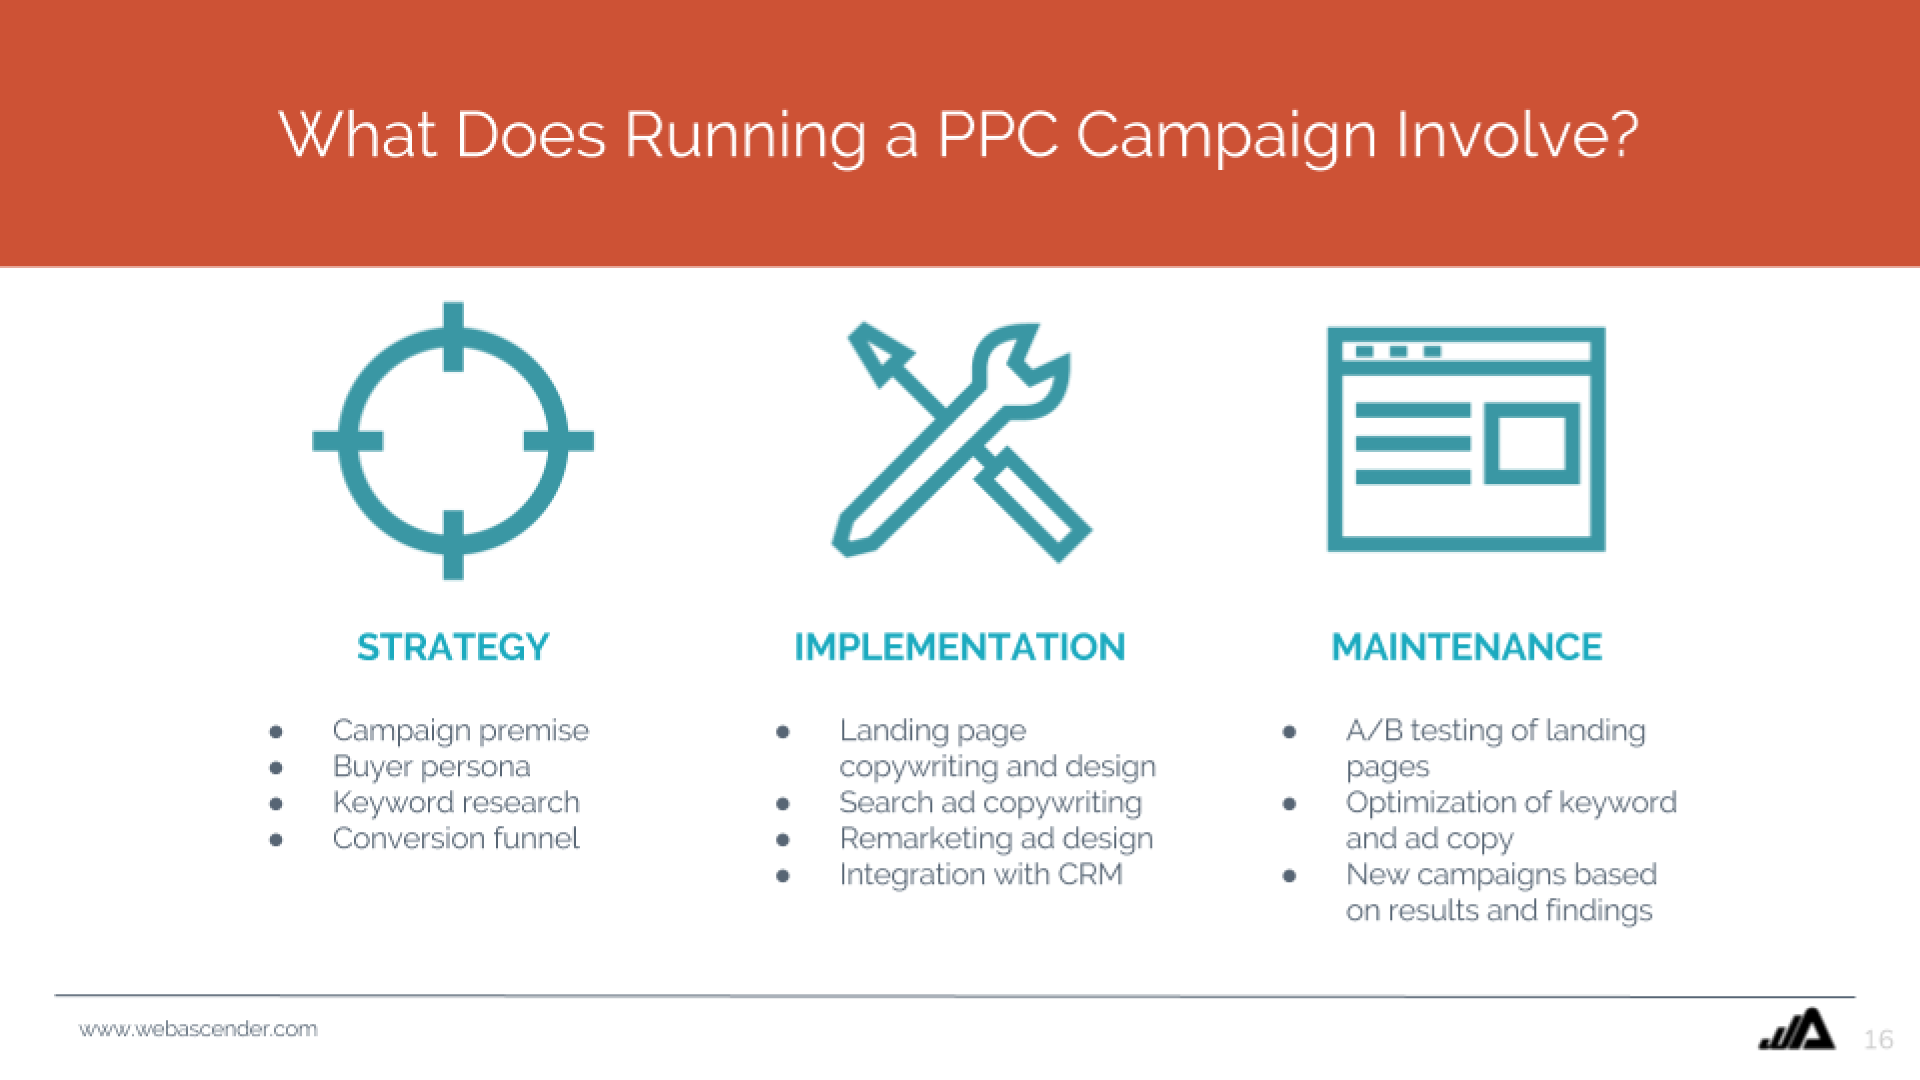 What Does Running a PPC Campaign Involve?
STRATEGY
● Campaign premise
● Buyer persona
● Keyword research
● Conversion funnel
IMPLEMENTATION
● Landing page
copywriting and design
● Search ad copywriting
● Remarketing ad design
● Integration with CRM
MAINTENANCE
● A/B testing of landing
pages
● Optimization of keyword
and ad copy
● New campaigns based
on results and findings
www.webascender.com
16